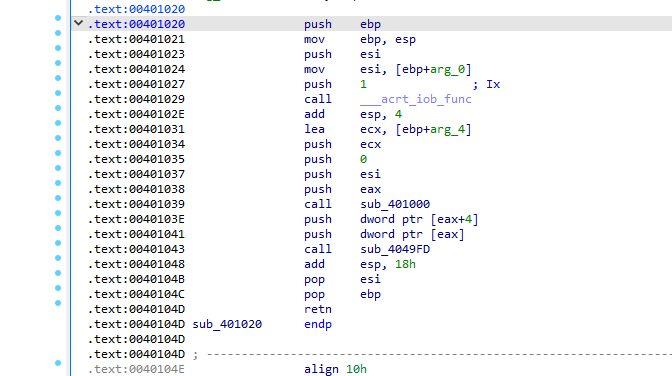 .text:00401020
.text:00401020 push ebp
.text:00401021 mov ebp, esp
.text:00401023 push esi
.text:00401024 mov esi, [ebp+arg_0]
.text:00401027 push 1 ; Ix
.text:00401029 call ___acrt_iob_func
.text:0040102E add esp, 4
.text:00401031 lea ecx, [ebp+arg_4]
.text:00401034 push ecx
.text:00401035 push 0
.text:00401037 push esi
.text:00401038 push eax
.text:00401039 call sub_401000
.text:0040103E push dword ptr [eax+4]
.text:00401041 push dword ptr [eax]
.text:00401043 call sub_4049FD
.text:00401048 add esp, 18h
.text:0040104B pop esi
.text:0040104C pop ebp
.text:0040104D retn
.text:0040104D sub_401020 endp
.text:0040104D
.text:0040104D ; ---------------------------------------------------------------------------
.text:0040104E align 10h